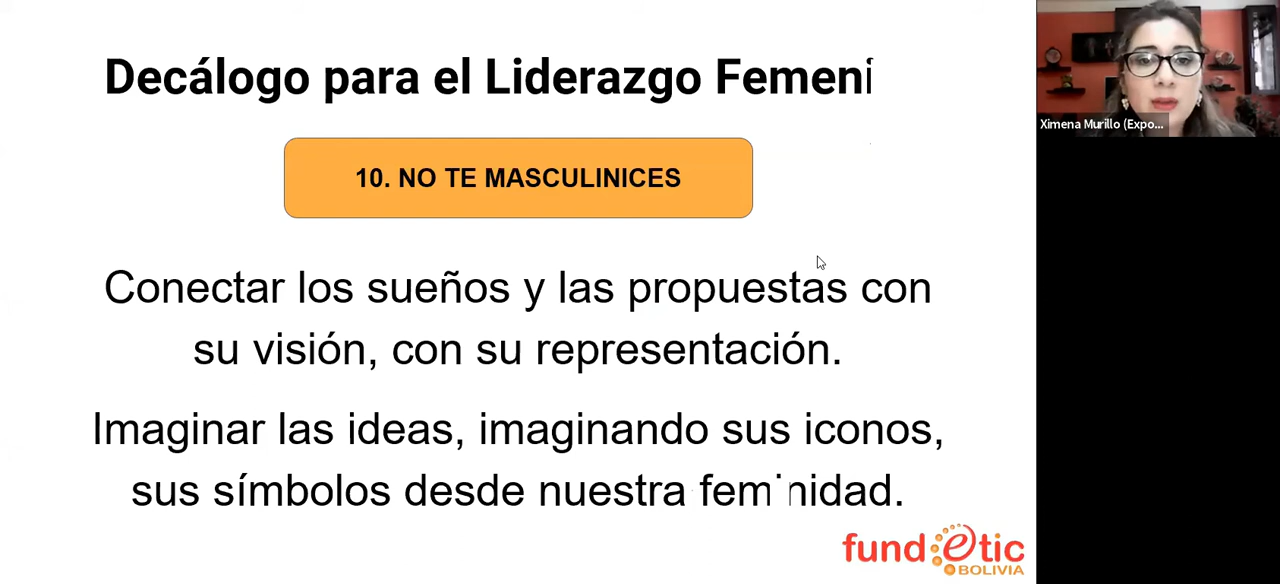 Decálogo para el Liderazgo Femení
10. NO TE MASCULINICES
Conectar los sueños y las propuestas con
su visión, con su representación.
Imaginar las ideas, imaginando sus iconos,
sus símbolos desde nuestra feminidad.
fundetic
BOLIVIA
Ximena Murillo (Expo...